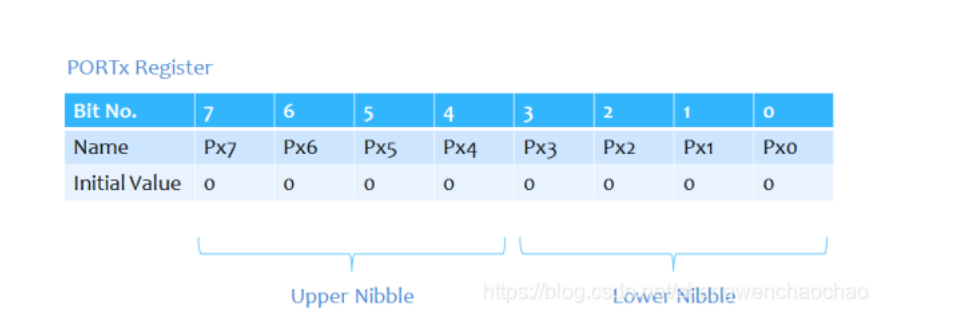 PORTx Register
Bit No. 7 6 5 4 3 2 1 0
Name Px7 Px6 Px5 Px4 Px3 Px2 Px1 Px0
Initial Value 0 0 0 0 0 0 0 0
Upper Nibble Lower Nibble